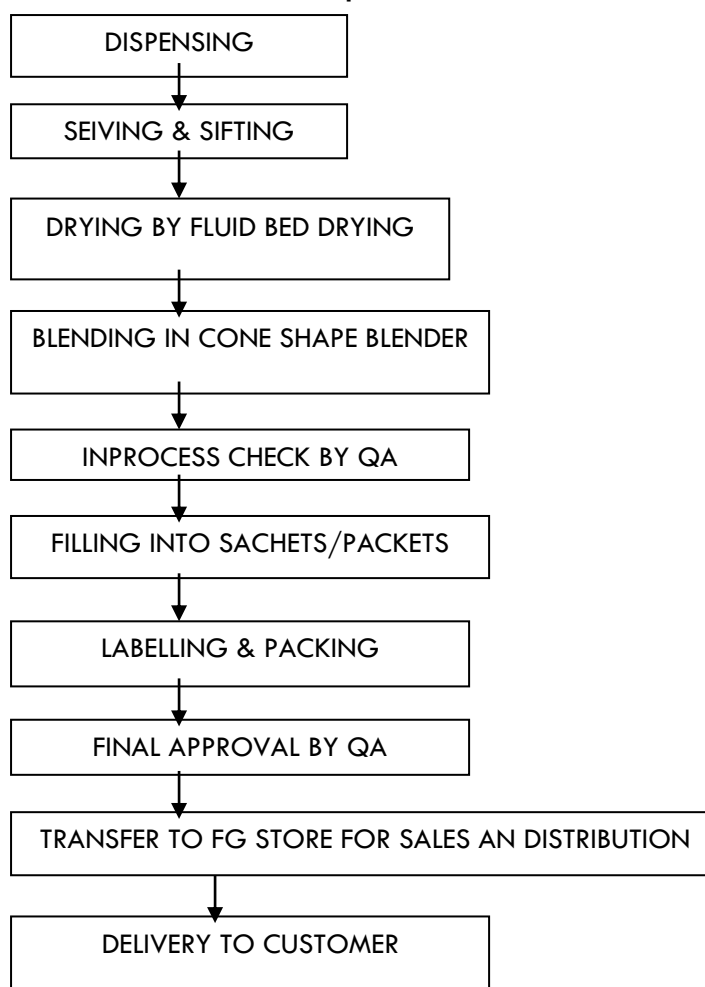 DISPENSING
SEIVING & SIFTING
DRYING BY FLUID BED DRYING
BLENDING IN CONE SHAPE BLENDER
INPROCESS CHECK BY QA
FILLING INTO SACHETS/PACKETS
LABELLING & PACKING
FINAL APPROVAL BY QA
TRANSFER TO FG STORE FOR SALES AN DISTRIBUTION
DELIVERY TO CUSTOMER